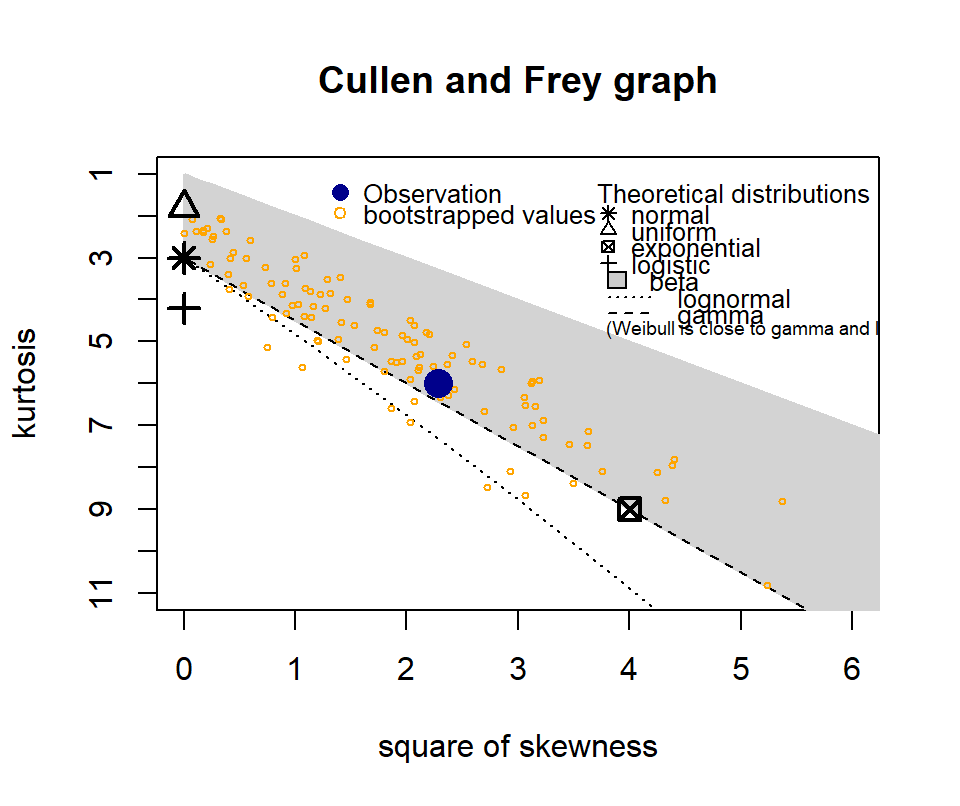 Cullen and Frey graph
Observation
bootstrapped values
Theoretical distributions
normal
uniform
exponential
logistic
beta
lognormal
gamma
(Weibull is close to gamma and l
kurtosis
1
3
5
7
9
11
0 1 2 3 4 5 6
square of skewness